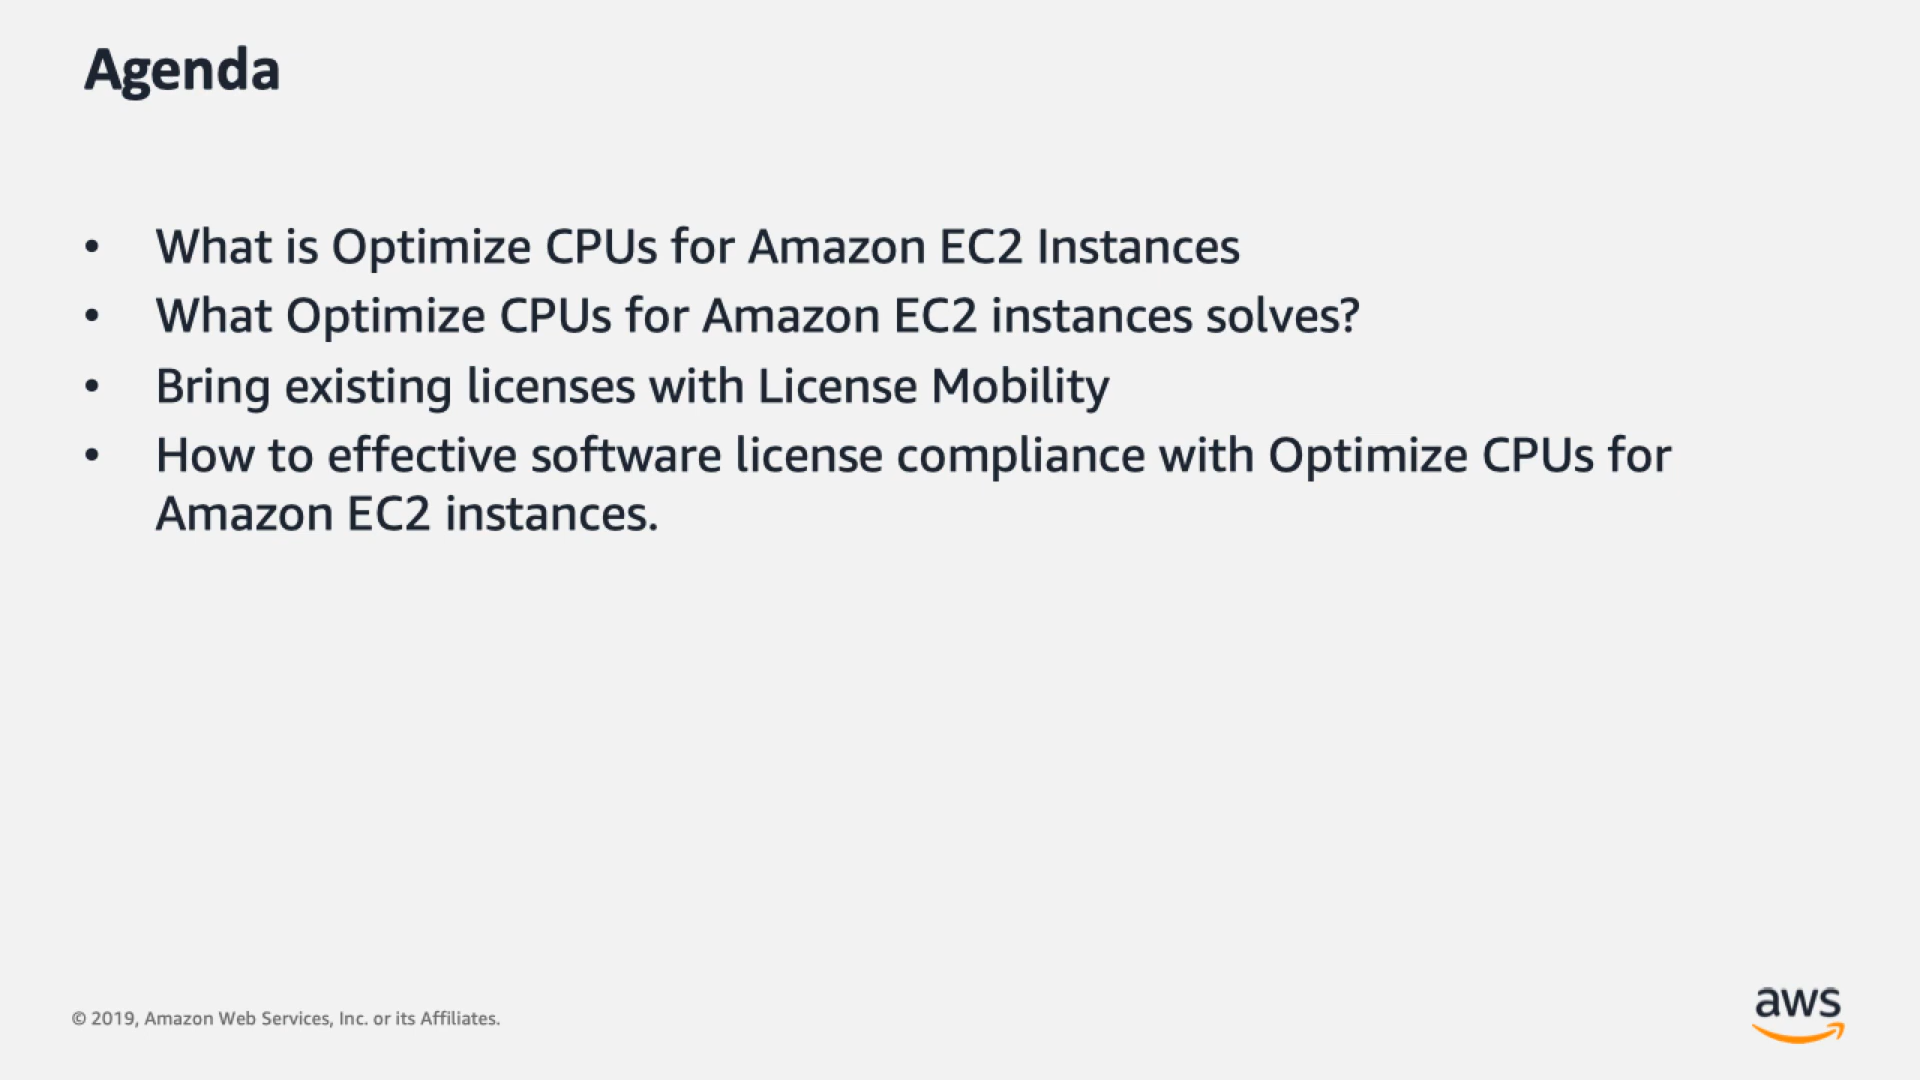 Agenda
• What is Optimize CPUs for Amazon EC2 Instances
• What Optimize CPUs for Amazon EC2 instances solves?
• Bring existing licenses with License Mobility
• How to effective software license compliance with Optimize CPUs for
Amazon EC2 instances.
© 2019, Amazon Web Services, Inc. or its Affiliates.
aws